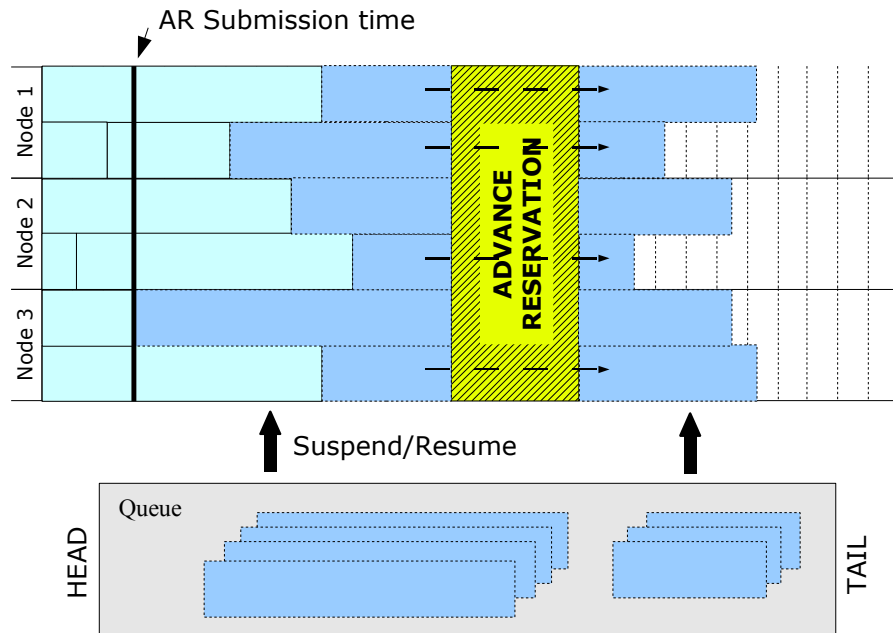 AR Submission time
Node 1
Node 2
Node 3
ADVANCE
RESERVATION
Suspend/Resume
Queue
HEAD
TAIL